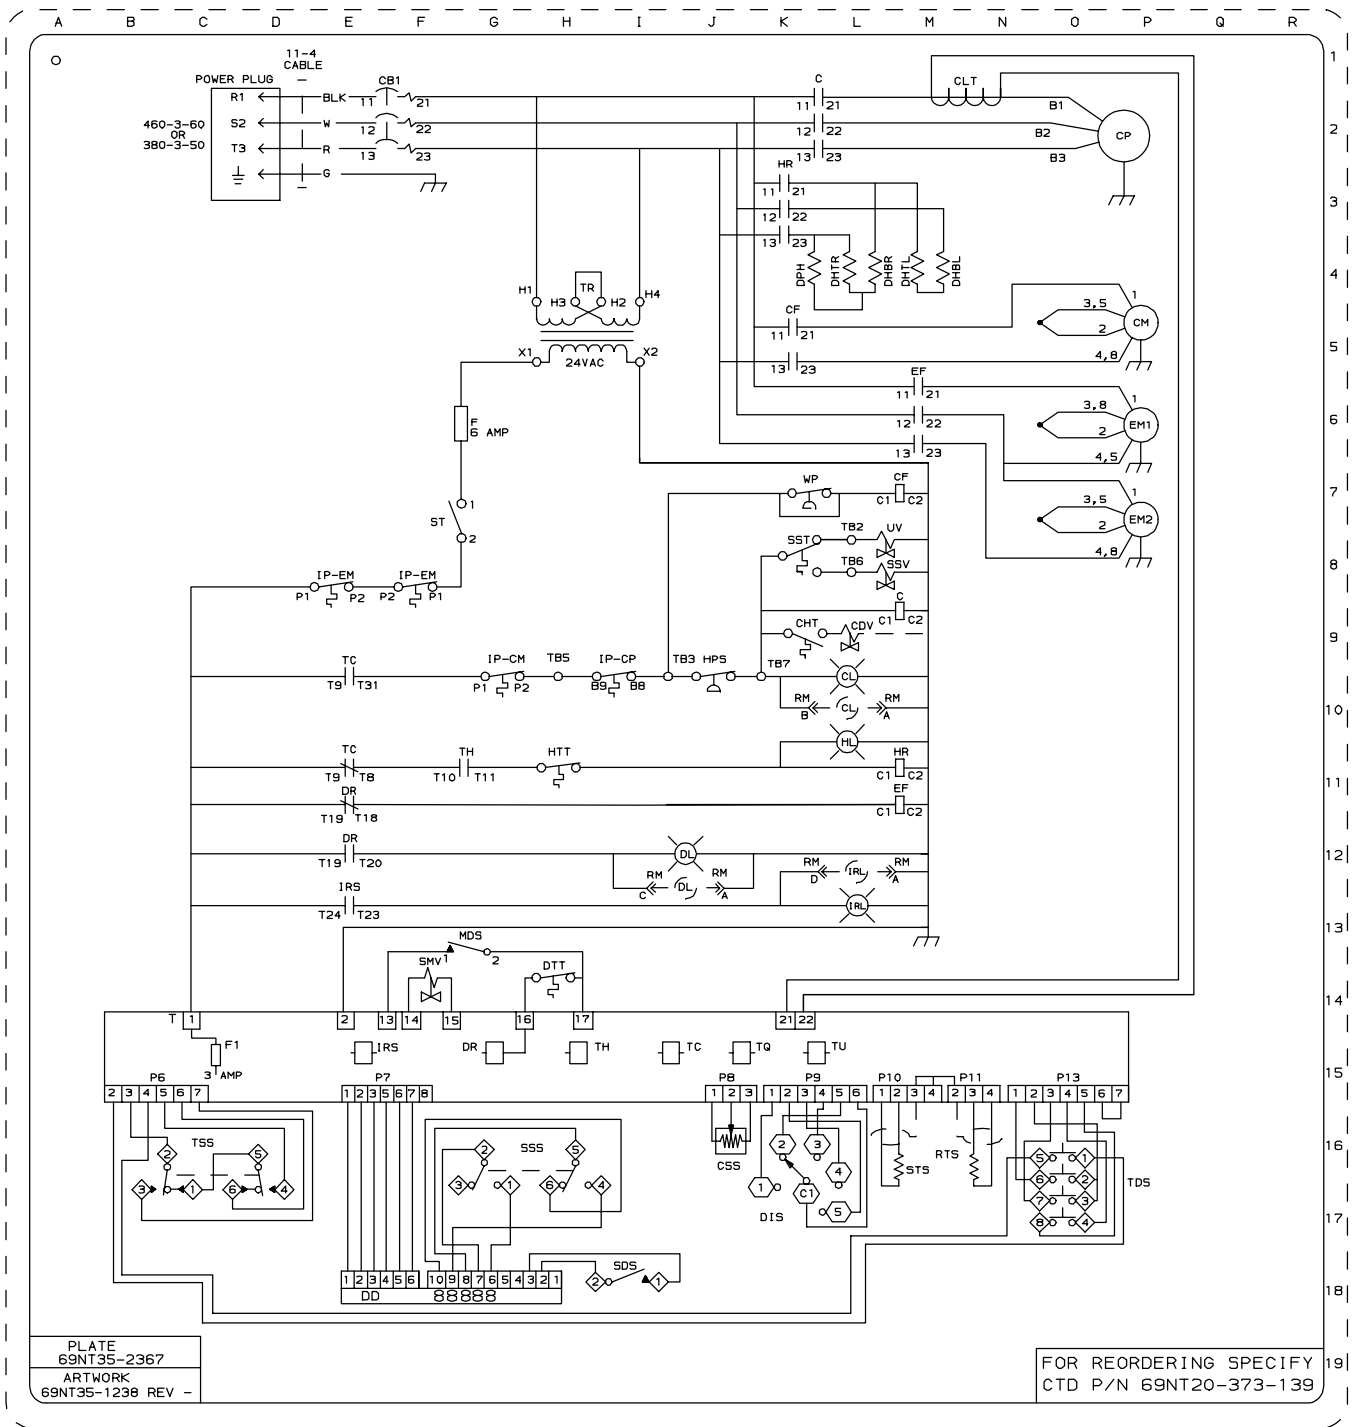 A B C D E F G H I J K L M N O P Q R
11-4
CABLE
1
POWER PLUG
CB1
C
CLT
R1
BLK
11
21
11
21
B1
460-3-60
OR
380-3-50
S2
W
12
22
12
22
B2
CP
2
T3
R
13
23
13
23
B3
G
HR
11
21
3
12
22
13
23
DPH
DHTR
DHBR
DHTL
DHBL
4
H1
H3
TR
H2
H4
CF
11
21
1
3,5
2
CM
4,8
13
23
5
X1
24VAC
X2
EF
11
21
1
3,8
2
EM1
4,5
F
6 AMP
12
22
6
13
23
WP
CF
C1
C2
7
1
3,5
2
EM2
4,8
ST
1
2
SST
TB2
UV
TB6
SSV
8
IP-EM
IP-EM
P1
P2
P2
P1
C
C1
C2
CHT
CDV
9
TC
T9
T31
IP-CM
P1
P2
TB5
IP-CP
B9
B8
TB3
HPS
TB7
CL
RM
B
CL
RM
A
10
HL
TC
T9
T8
TH
T10
T11
HTT
HR
C1
C2
11
DR
T19
T18
EF
C1
C2
DR
T19
T20
DL
12
RM
C
DL
RM
A
RM
D
IRL
RM
A
IRS
T24
T23
IRL
13
MDS
1
2
SMV
DTT
14
T
1
2
13
14
15
16
17
21
22
F1
3 AMP
IRS
DR
TH
TC
TQ
TU
15
P6
P7
P8
P9
P10
P11
P13
2 3 4 5 6 7
1 2 3 5 6 7 8
1 2 3
1 2 3 4 5 6
1 2 3 4
2 3 4
1 2 3 4 5 6 7
TSS
2
5
3
1
6
4
SSS
2
5
3
1
6
4
CSS
2
3
4
1
C1
5
DIS
STS
RTS
16
5
1
6
2
7
3
8
4
TDS
17
SDS
2
1
1 2 3 4 5 6
10 9 8 7 6 5 4 3 2 1
DD
88888
18
PLATE
69NT35-2367
ARTWORK
69NT35-1238 REV -
FOR REORDERING SPECIFY
CTD P/N 69NT20-373-139
19